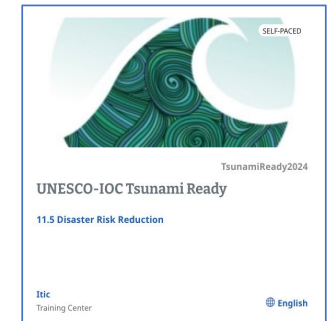 SELF-PACED
TsunamiReady2024
UNESCO-IOC Tsunami Ready
11.5 Disaster Risk Reduction
Itic
Training Center
English